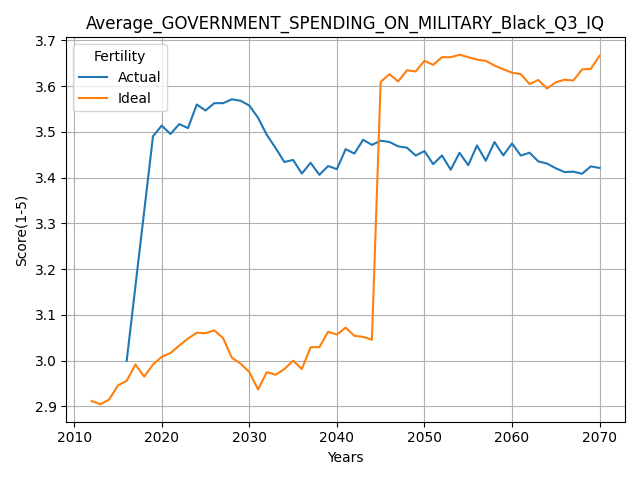 Average_GOVERNMENT_SPENDING_ON_MILITARY_Black_Q3_IQ
Fertility
Actual
Ideal
3.7
3.6
3.5
3.4
3.3
3.2
3.1
3.0
2.9
Score(1-5)
2010 2020 2030 2040 2050 2060 2070
Years